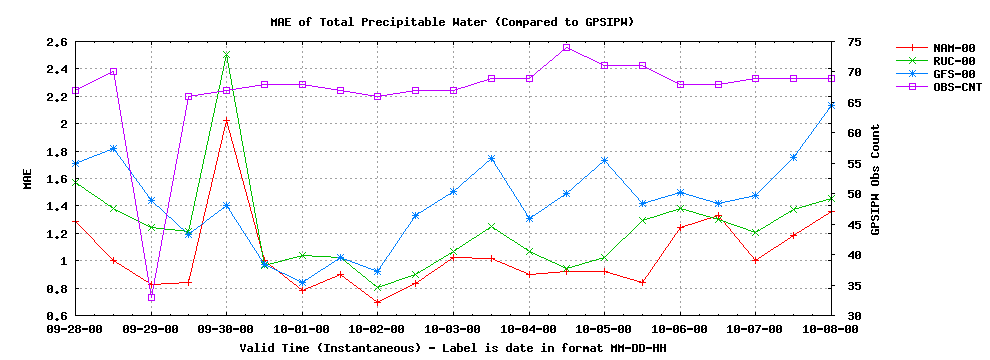 MAE of Total Precipitable Water (Compared to GPSIPW)
NAM-00
RUC-00
GFS-00
OBS-CNT
MAE
2.6
2.4
2.2
2
1.8
1.6
1.4
1.2
1
0.8
0.6
75
70
65
60
55
50
45
40
35
30
GPSIPW Obs Count
09-28-00 09-29-00 09-30-00 10-01-00 10-02-00 10-03-00 10-04-00 10-05-00 10-06-00 10-07-00 10-08-00
Valid Time (Instantaneous) - Label is date in format MM-DD-HH